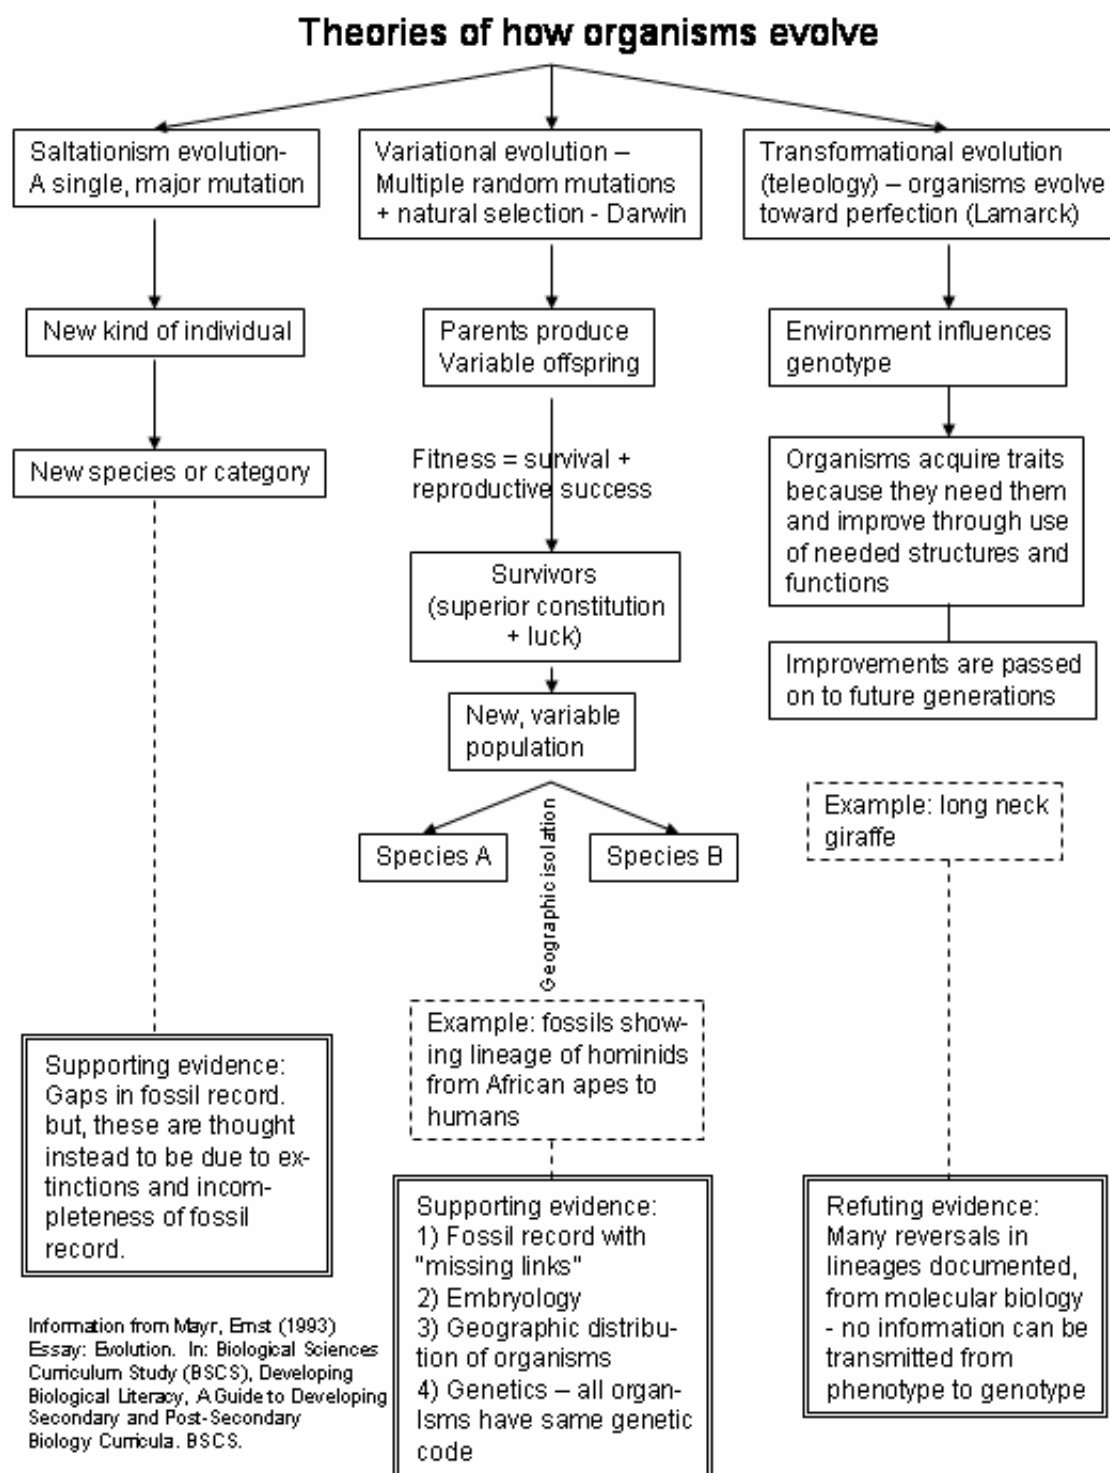 Theories of how organisms evolve
Saltationism evolution-
A single, major mutation
New kind of individual
New species or category
Supporting evidence:
Gaps in fossil record.
but, these are thought
instead to be due to ex-
tinctions and incom-
pleteness of fossil
record.
Variational evolution –
Multiple random mutations
+ natural selection - Darwin
Parents produce
Variable offspring
Fitness = survival +
reproductive success
Survivors
(superior constitution
+ luck)
New, variable
population
Species A
Geographic isolation
Species B
Example: fossils show-
ing lineage of hominids
from African apes to
humans
Supporting evidence:
1) Fossil record with
"missing links"
2) Embryology
3) Geographic distribu-
tion of organisms
4) Genetics – all organ-
isms have same genetic
code
Transformational evolution
(teleology) – organisms evolve
toward perfection (Lamarck)
Environment influences
genotype
Organisms acquire traits
because they need them
and improve through use
of needed structures and
functions
Improvements are passed
on to future generations
Example: long neck
giraffe
Refuting evidence:
Many reversals in
lineages documented,
from molecular biology
- no information can be
transmitted from
phenotype to genotype
Information from Mayr, Ernst (1993)
Essay: Evolution. In: Biological Sciences
Curriculum Study (BSCS), Developing
Biological Literacy, A Guide to Developing
Secondary and Post-Secondary
Biology Curricula. BSCS.